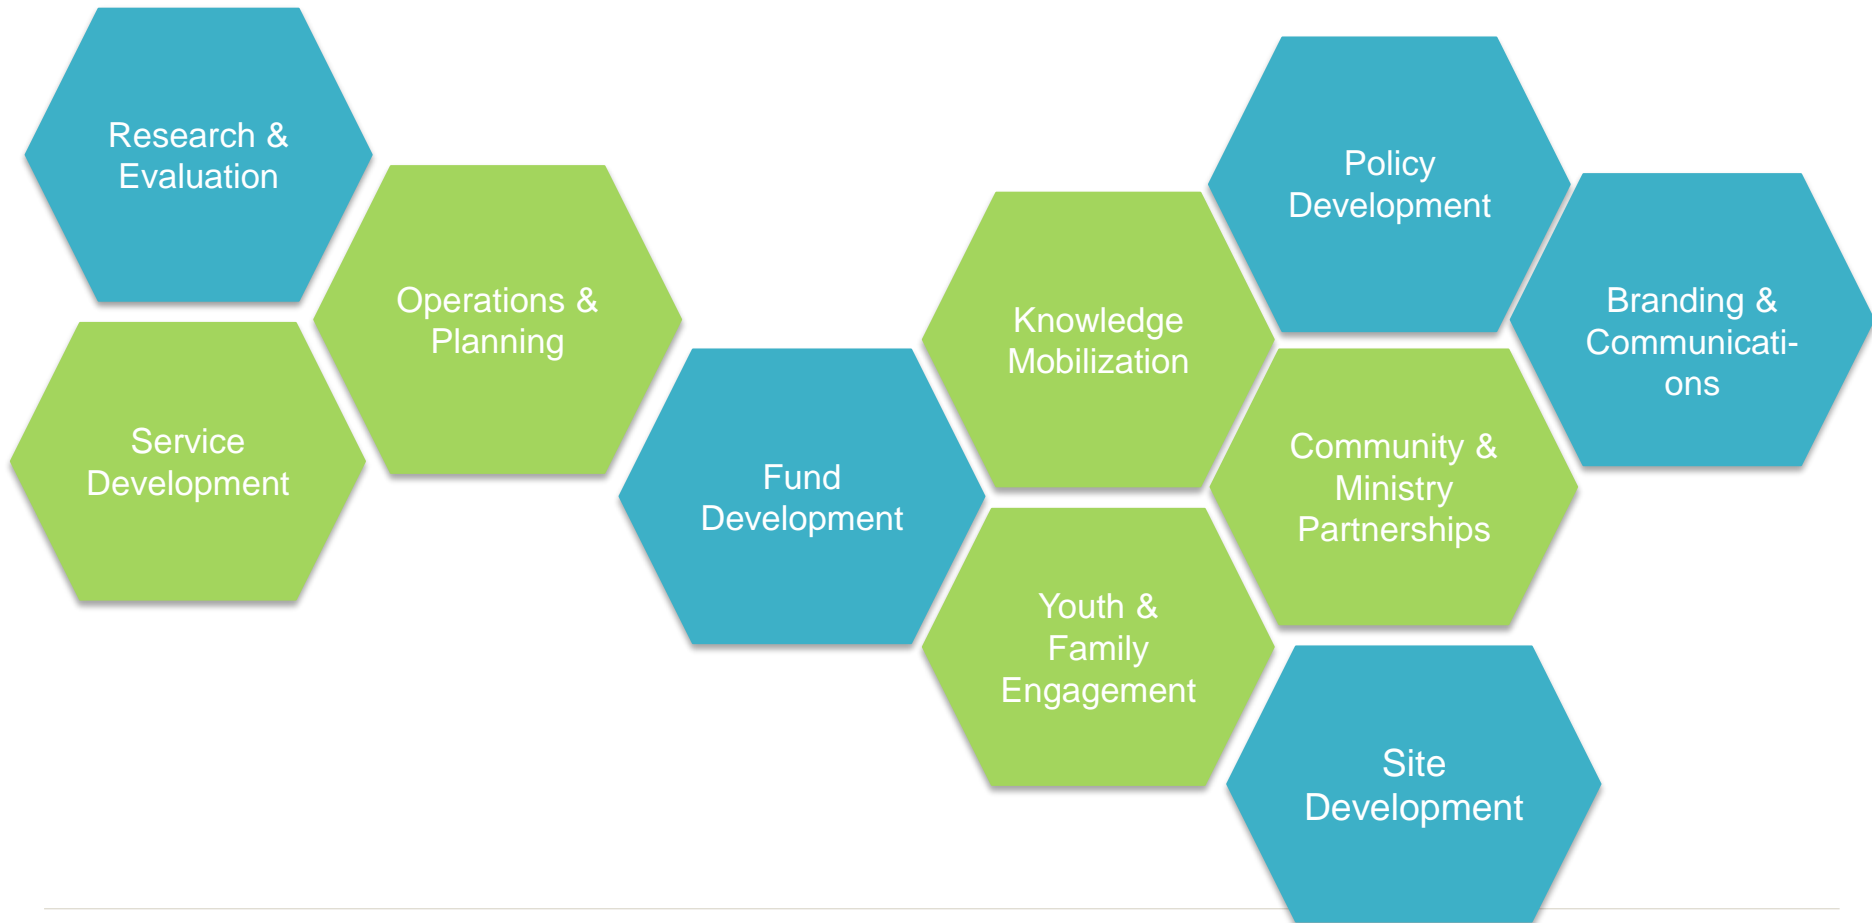 Research &
Evaluation
Operations &
Planning
Service
Development
Fund
Development
Knowledge
Mobilization
Policy
Development
Branding &
Communicati-
ons
Community &
Ministry
Partnerships
Youth &
Family
Engagement
Site
Development